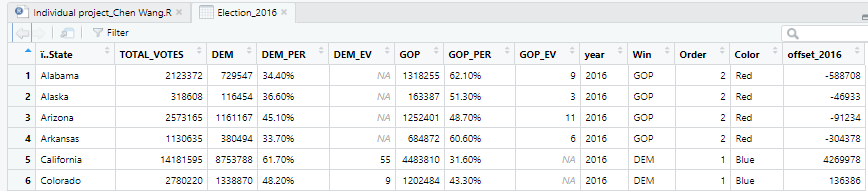 Individual project_Chen Wang.R Election_2016
Filter
ï..State TOTAL_VOTES DEM DEM_PER DEM_EV GOP GOP_PER GOP_EV year Win Order Color offset_2016
1 Alabama 2123372 729547 34.40% NA 1318255 62.10% 9 2016 GOP 2 Red -588708
2 Alaska 318608 116454 36.60% NA 163387 51.30% 3 2016 GOP 2 Red -46933
3 Arizona 2573165 1161167 45.10% NA 1252401 48.70% 11 2016 GOP 2 Red -91234
4 Arkansas 1130635 380494 33.70% NA 684872 60.60% 6 2016 GOP 2 Red -304378
5 California 14181595 8753788 61.70% 55 4483810 31.60% NA 2016 DEM 1 Blue 4269978
6 Colorado 2780220 1338870 48.20% 9 1202484 43.30% NA 2016 DEM 1 Blue 136386